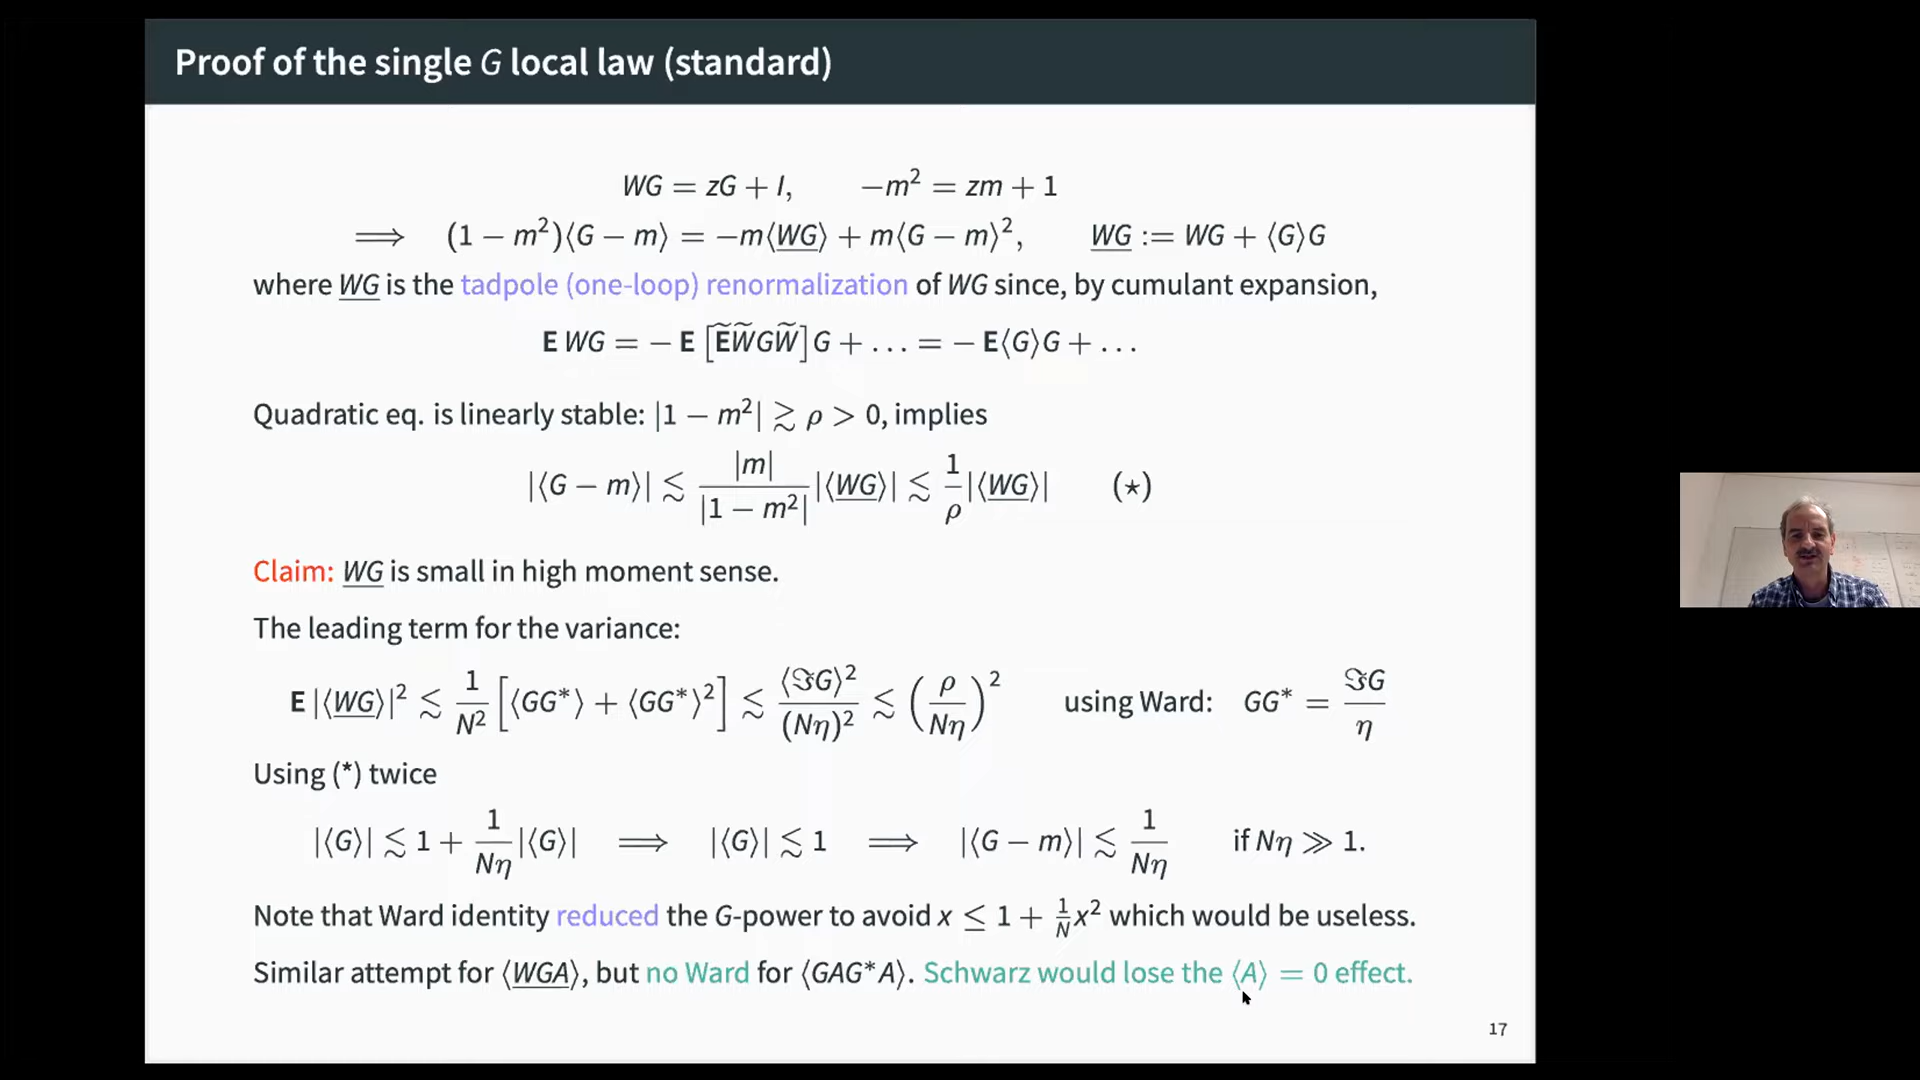 Proof of the single G local law (standard)
WG = zG + I, −m² = zm + 1
⟹ (1 − m²)⟨G − m⟩ = −m⟨W̲G̲⟩ + m⟨G − m⟩², W̲G̲ := WG + ⟨G⟩G
where W̲G̲ is the tadpole (one-loop) renormalization of WG since, by cumulant expansion,
E WG = − E [ẼW̃GW̃]G + . . . = − E⟨G⟩G + . . .
Quadratic eq. is linearly stable: |1 − m²| ≳ ρ > 0, implies
|⟨G − m⟩| ≲ |m| / |1 − m²| |⟨W̲G̲⟩| ≲ 1/ρ |⟨W̲G̲⟩| (⋆)
Claim: W̲G̲ is small in high moment sense.
The leading term for the variance:
E |⟨W̲G̲⟩|² ≲ 1/N² [⟨GG*⟩ + ⟨GG*⟩²] ≲ ⟨ℑG⟩² / (Nη)² ≲ (ρ/Nη)² using Ward: GG* = ℑG/η
Using (*) twice
|⟨G⟩| ≲ 1 + 1/Nη |⟨G⟩| ⟹ |⟨G⟩| ≲ 1 ⟹ |⟨G − m⟩| ≲ 1/Nη if Nη ≫ 1.
Note that Ward identity reduced the G-power to avoid x ≤ 1 + 1/N x² which would be useless.
Similar attempt for ⟨W̲G̲A̲⟩, but no Ward for ⟨GAG*A⟩. Schwarz would lose the ⟨A⟩ = 0 effect.
17